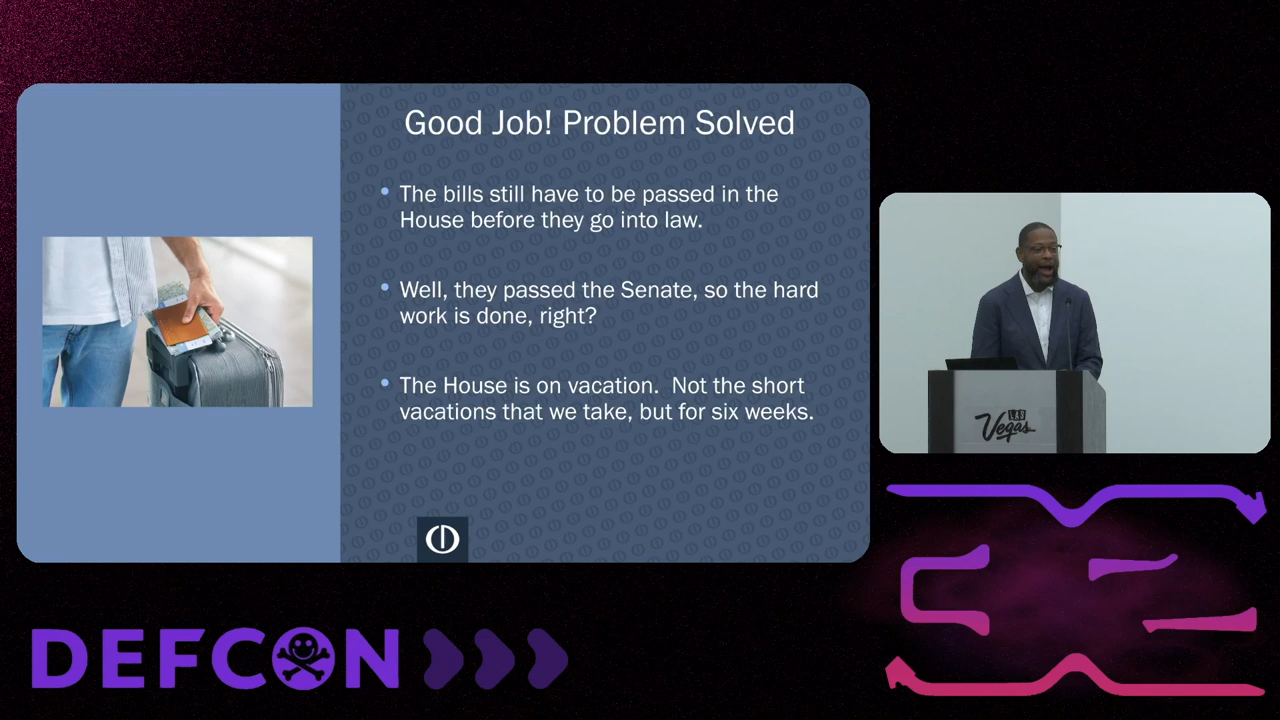 Good Job! Problem Solved
• The bills still have to be passed in the
House before they go into law.
• Well, they passed the Senate, so the hard
work is done, right?
• The House is on vacation.  Not the short
vacations that we take, but for six weeks.
LAS
Vegas
DEFCON